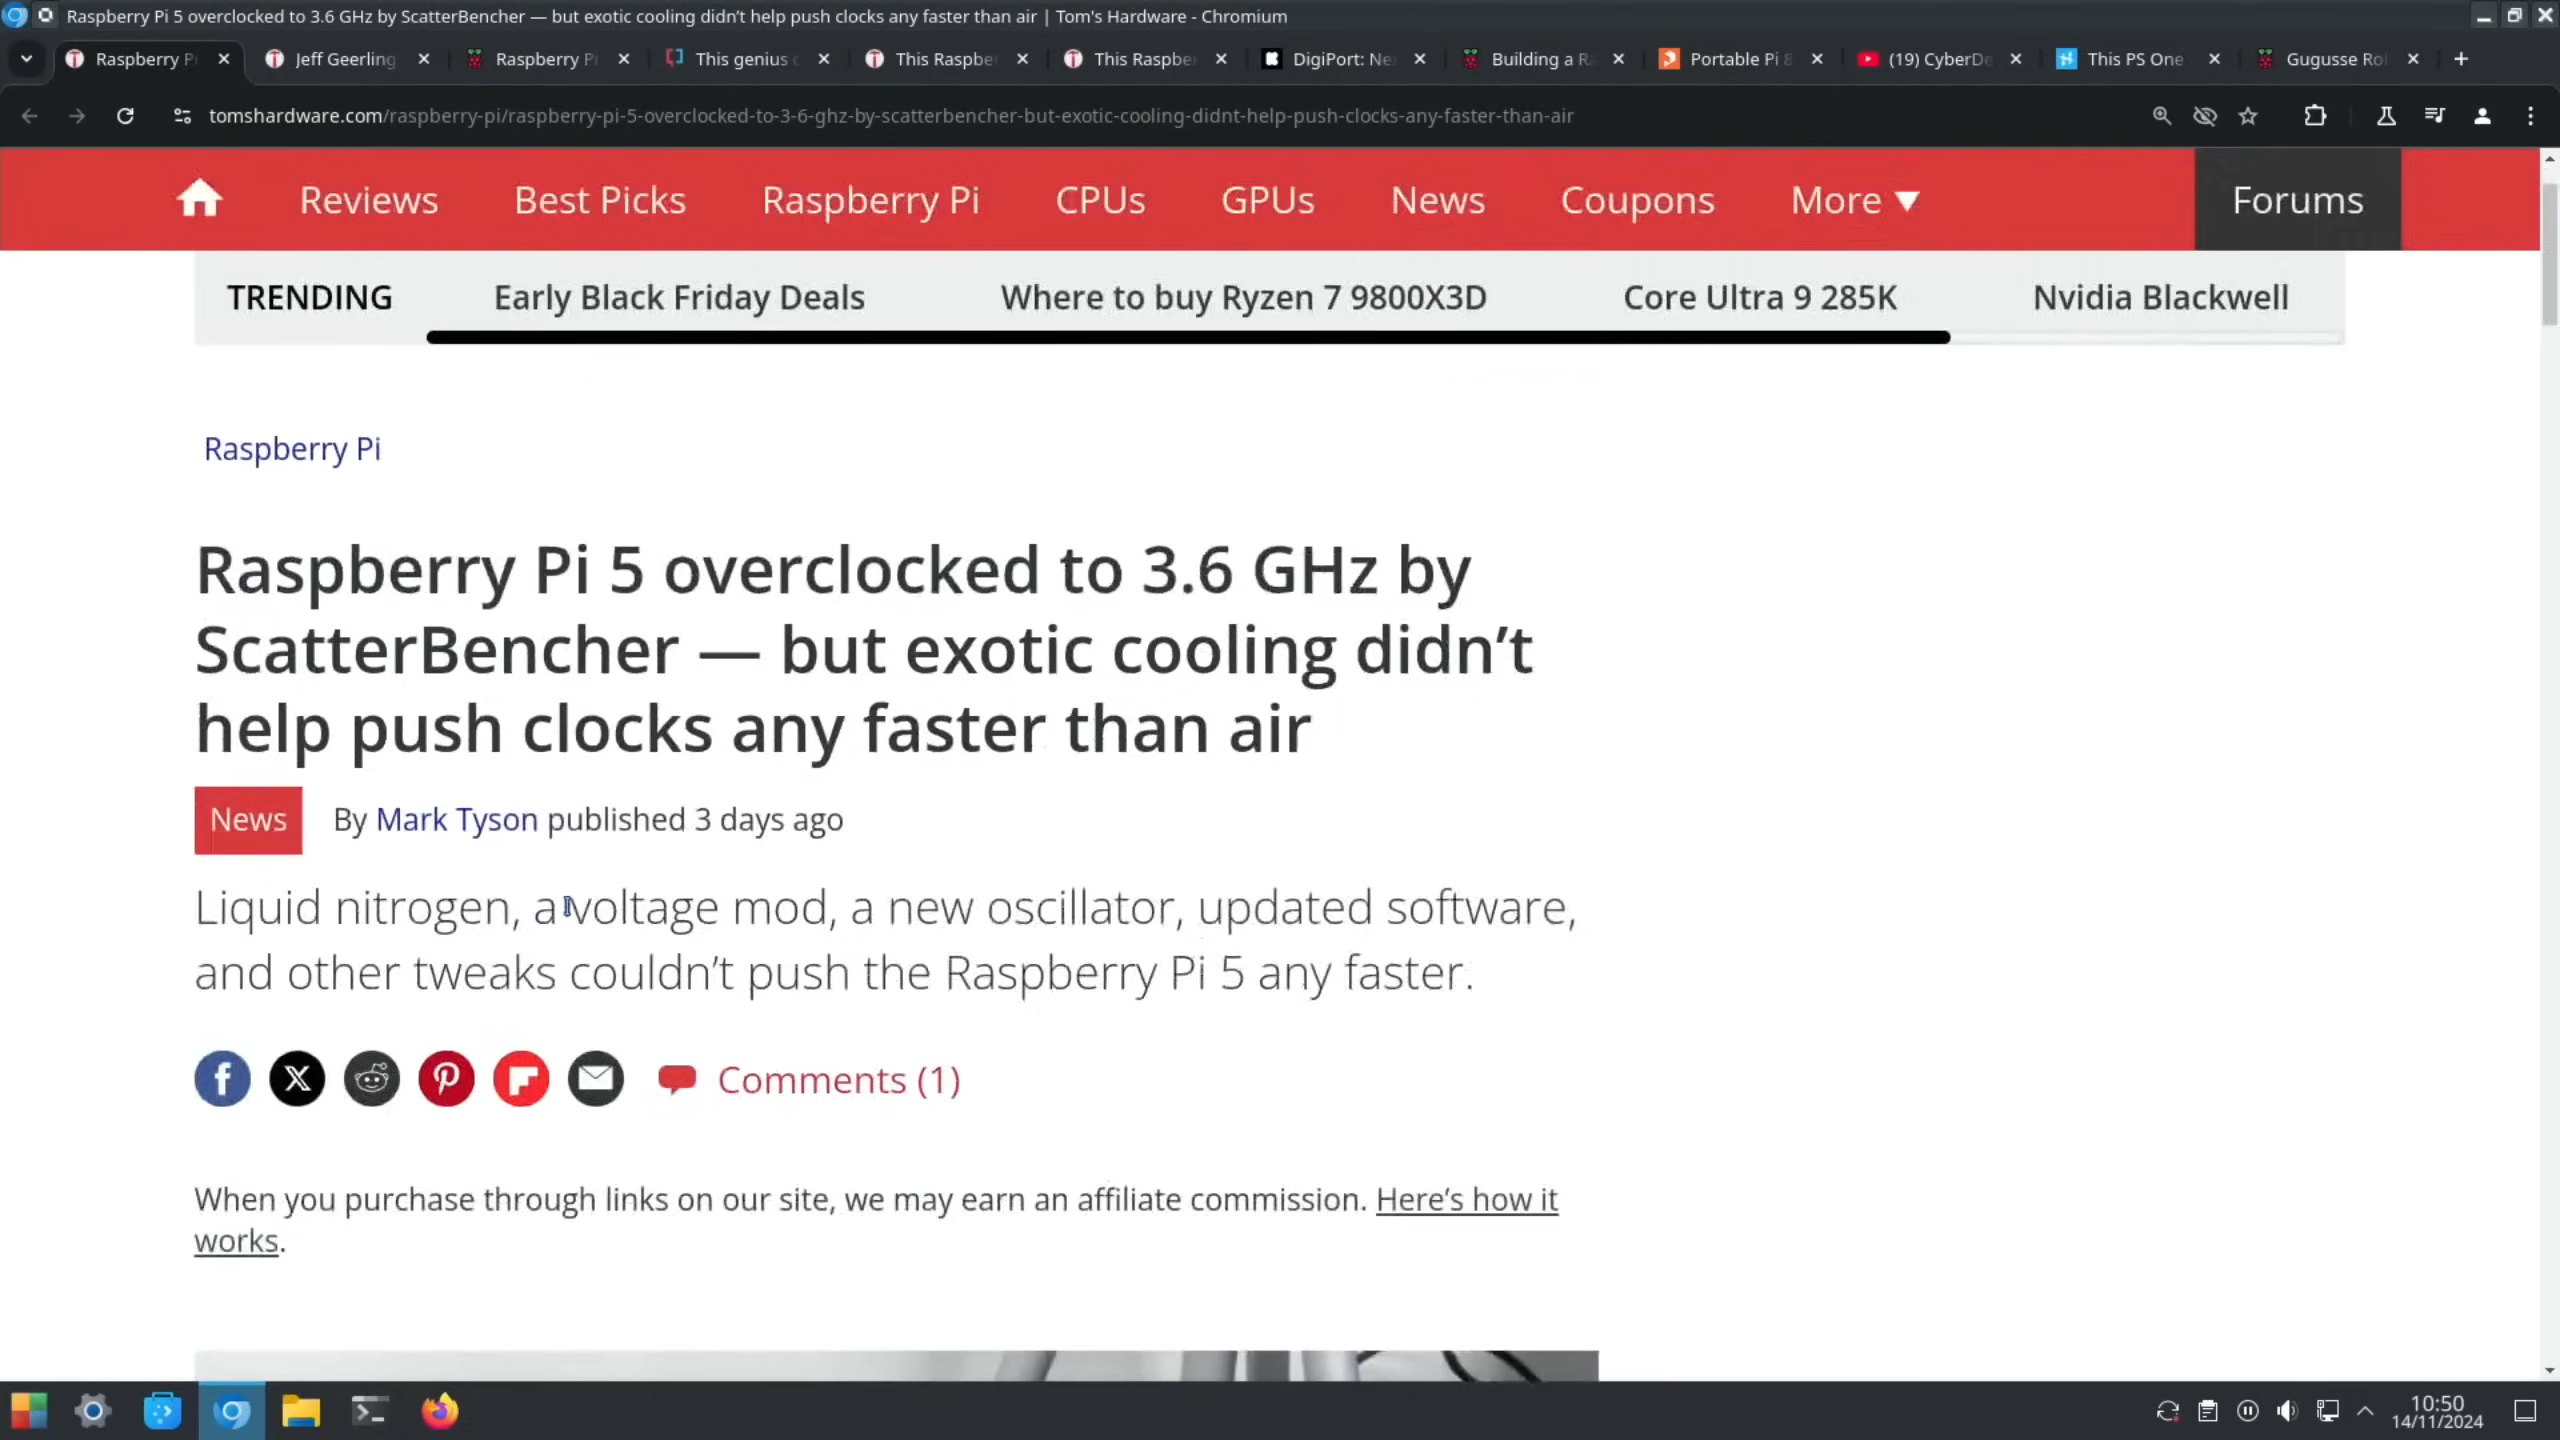 Raspberry Pi 5 overclocked to 3.6 GHz by ScatterBencher — but exotic cooling didn’t help push clocks any faster than air | Tom's Hardware - Chromium
Raspberry P
Jeff Geerling
Raspberry P
This genius
This Raspbe
This Raspbe
DigiPort: Ne
Building a R
Portable Pi
(19) CyberD
This PS One
Gugusse Ro
tomshardware.com/raspberry-pi/raspberry-pi-5-overclocked-to-3-6-ghz-by-scatterbencher-but-exotic-cooling-didnt-help-push-clocks-any-faster-than-air
Reviews
Best Picks
Raspberry Pi
CPUs
GPUs
News
Coupons
More ▼
Forums
TRENDING
Early Black Friday Deals
Where to buy Ryzen 7 9800X3D
Core Ultra 9 285K
Nvidia Blackwell
Raspberry Pi
Raspberry Pi 5 overclocked to 3.6 GHz by
ScatterBencher — but exotic cooling didn’t
help push clocks any faster than air
News
By Mark Tyson published 3 days ago
Liquid nitrogen, a voltage mod, a new oscillator, updated software,
and other tweaks couldn’t push the Raspberry Pi 5 any faster.
Comments (1)
When you purchase through links on our site, we may earn an affiliate commission. Here’s how it
works.
10:50
14/11/2024